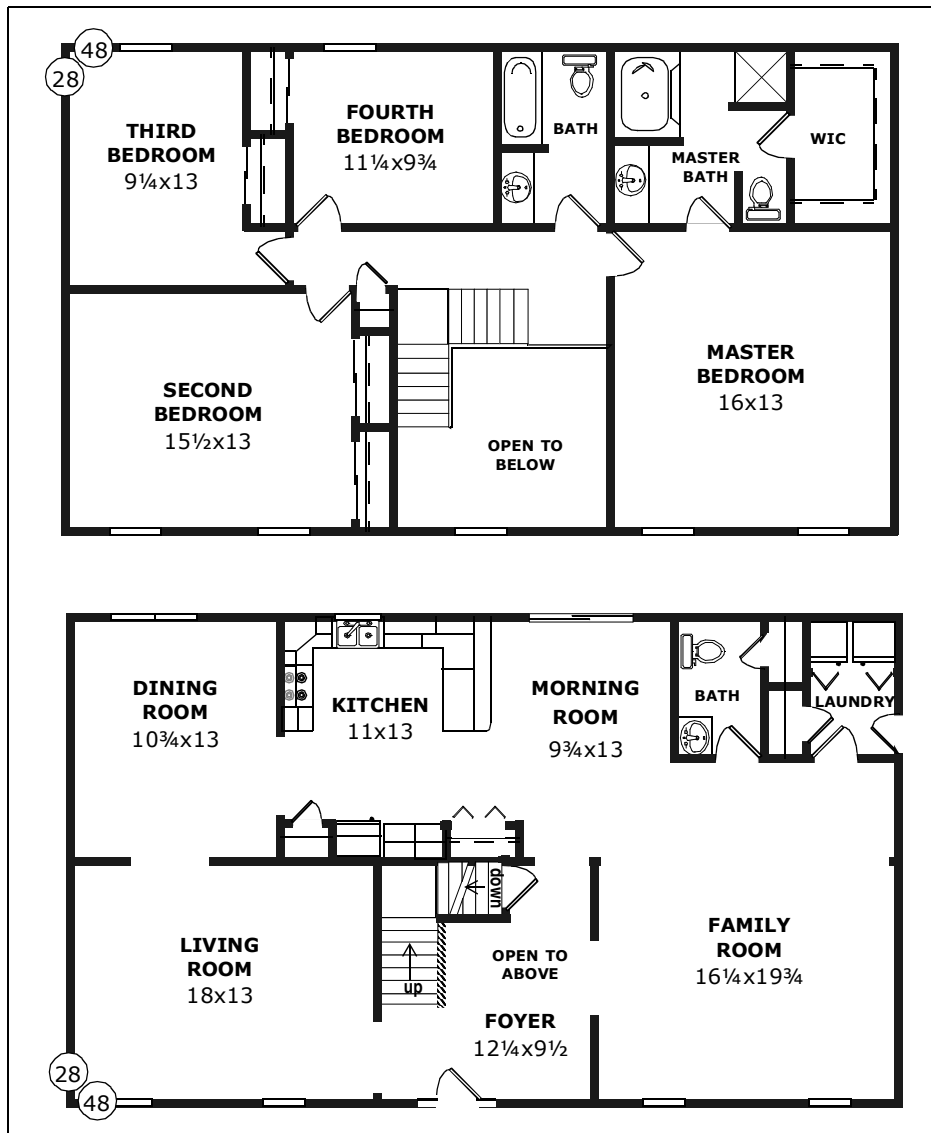 48
28
THIRD
BEDROOM
9¼x13
FOURTH
BEDROOM
11¼x9¾
BATH
MASTER
BATH
WIC
SECOND
BEDROOM
15½x13
OPEN TO
BELOW
MASTER
BEDROOM
16x13
DINING
ROOM
10¾x13
KITCHEN
11x13
MORNING
ROOM
9¾x13
BATH
LAUNDRY
down
LIVING
ROOM
18x13
up
OPEN TO
ABOVE
FOYER
12¼x9½
FAMILY
ROOM
16¼x19¾
28
48